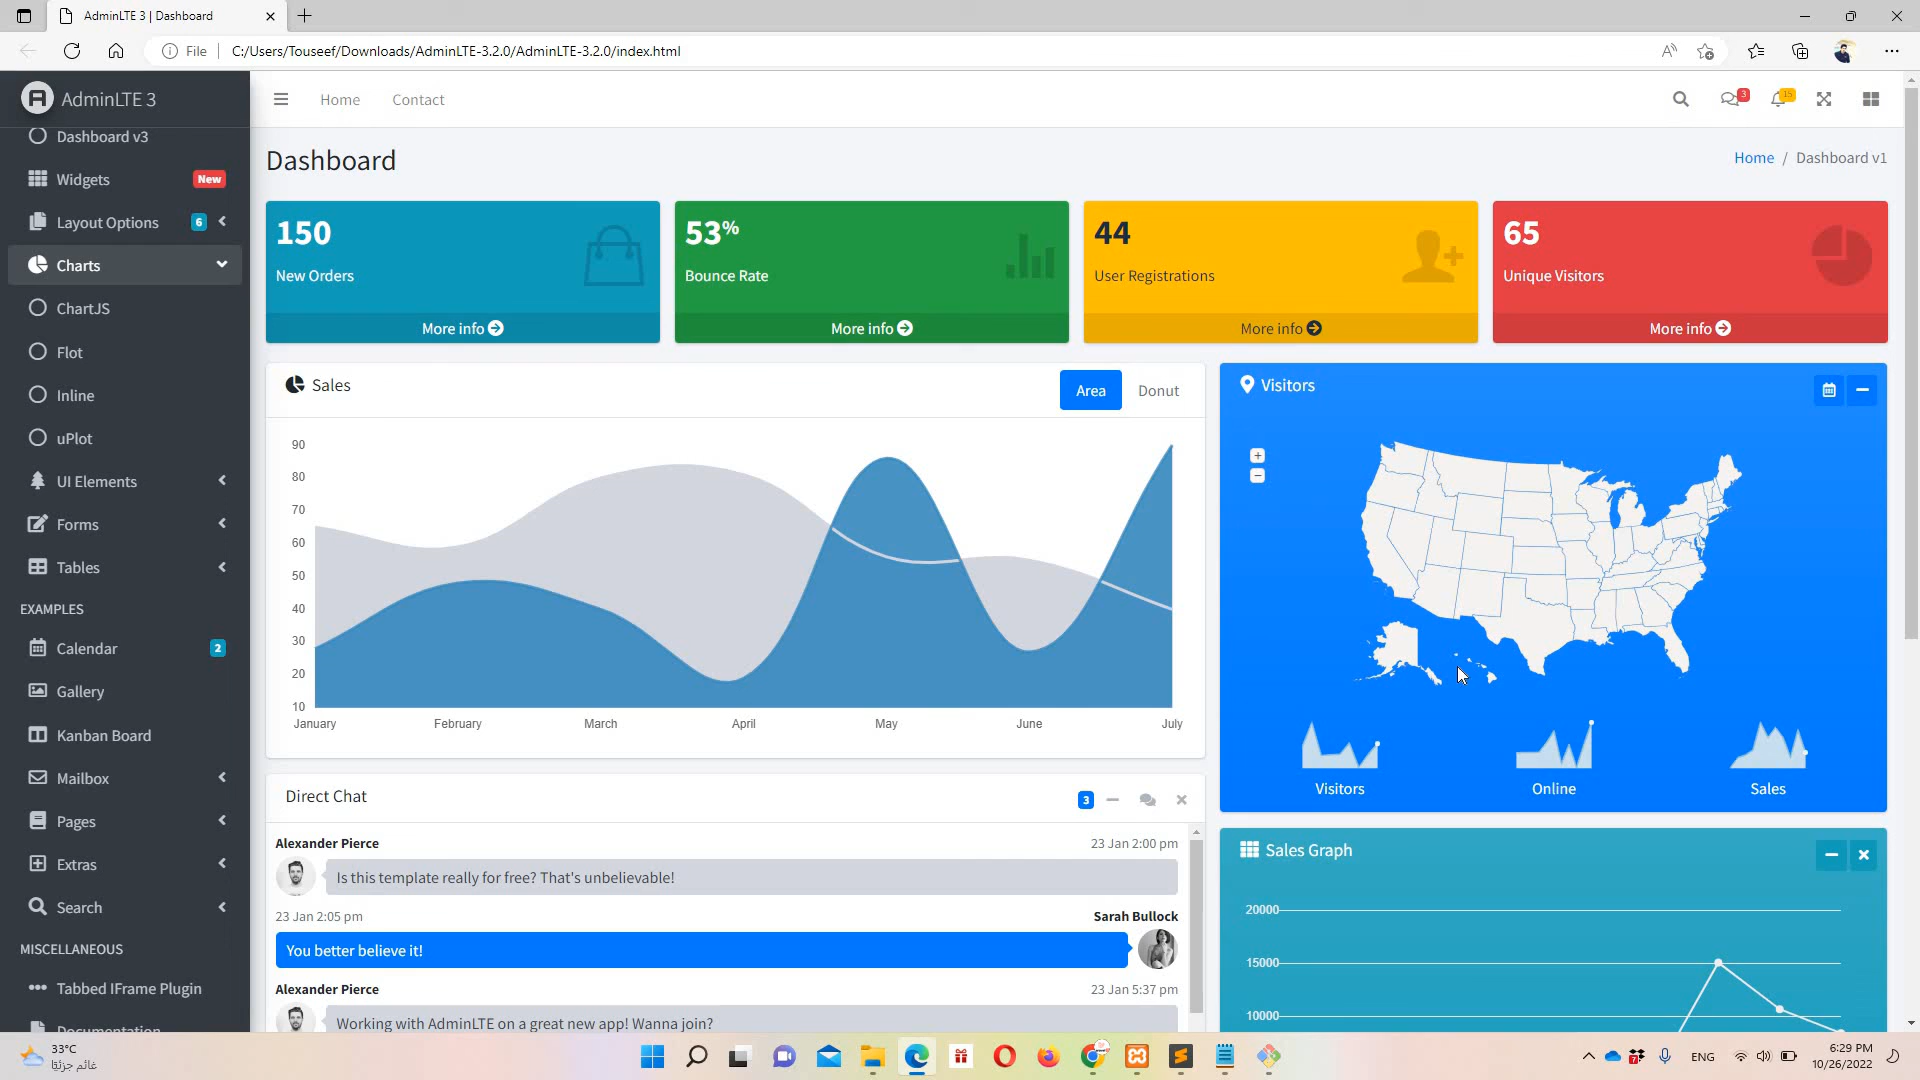 AdminLTE 3 | Dashboard
File
C:/Users/Touseef/Downloads/AdminLTE-3.2.0/AdminLTE-3.2.0/index.html
AdminLTE 3
Home
Contact
3
15
Dashboard v3
Widgets
New
Layout Options
6
Charts
ChartJS
Flot
Inline
uPlot
UI Elements
Forms
Tables
EXAMPLES
Calendar
2
Gallery
Kanban Board
Mailbox
Pages
Extras
Search
MISCELLANEOUS
Tabbed IFrame Plugin
Documentation
Dashboard
Home / Dashboard v1
150
New Orders
More info
53%
Bounce Rate
More info
44
User Registrations
More info
65
Unique Visitors
More info
Sales
Area
Donut
90
80
70
60
50
40
30
20
10
January
February
March
April
May
June
July
Visitors
+
−
Visitors
Online
Sales
Direct Chat
3
Alexander Pierce
23 Jan 2:00 pm
Is this template really for free? That's unbelievable!
23 Jan 2:05 pm
Sarah Bullock
You better believe it!
Alexander Pierce
23 Jan 5:37 pm
Working with AdminLTE on a great new app! Wanna join?
Sales Graph
20000
15000
10000
33°C
غائم جزئيًا
ENG
6:29 PM
10/26/2022